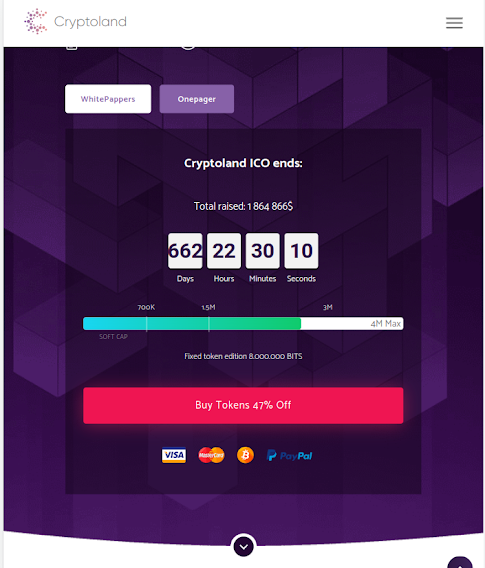 Cryptoland
WhitePappers
Onepager
Cryptoland ICO ends:
Total raised: 1 864 866$
662 22 30 10
Days Hours Minutes Seconds
700K 1.5M 3M
4M Max
SOFT CAP
Fixed token edition 8.000.000 BITS
Buy Tokens 47% Off
VISA MasterCard PayPal